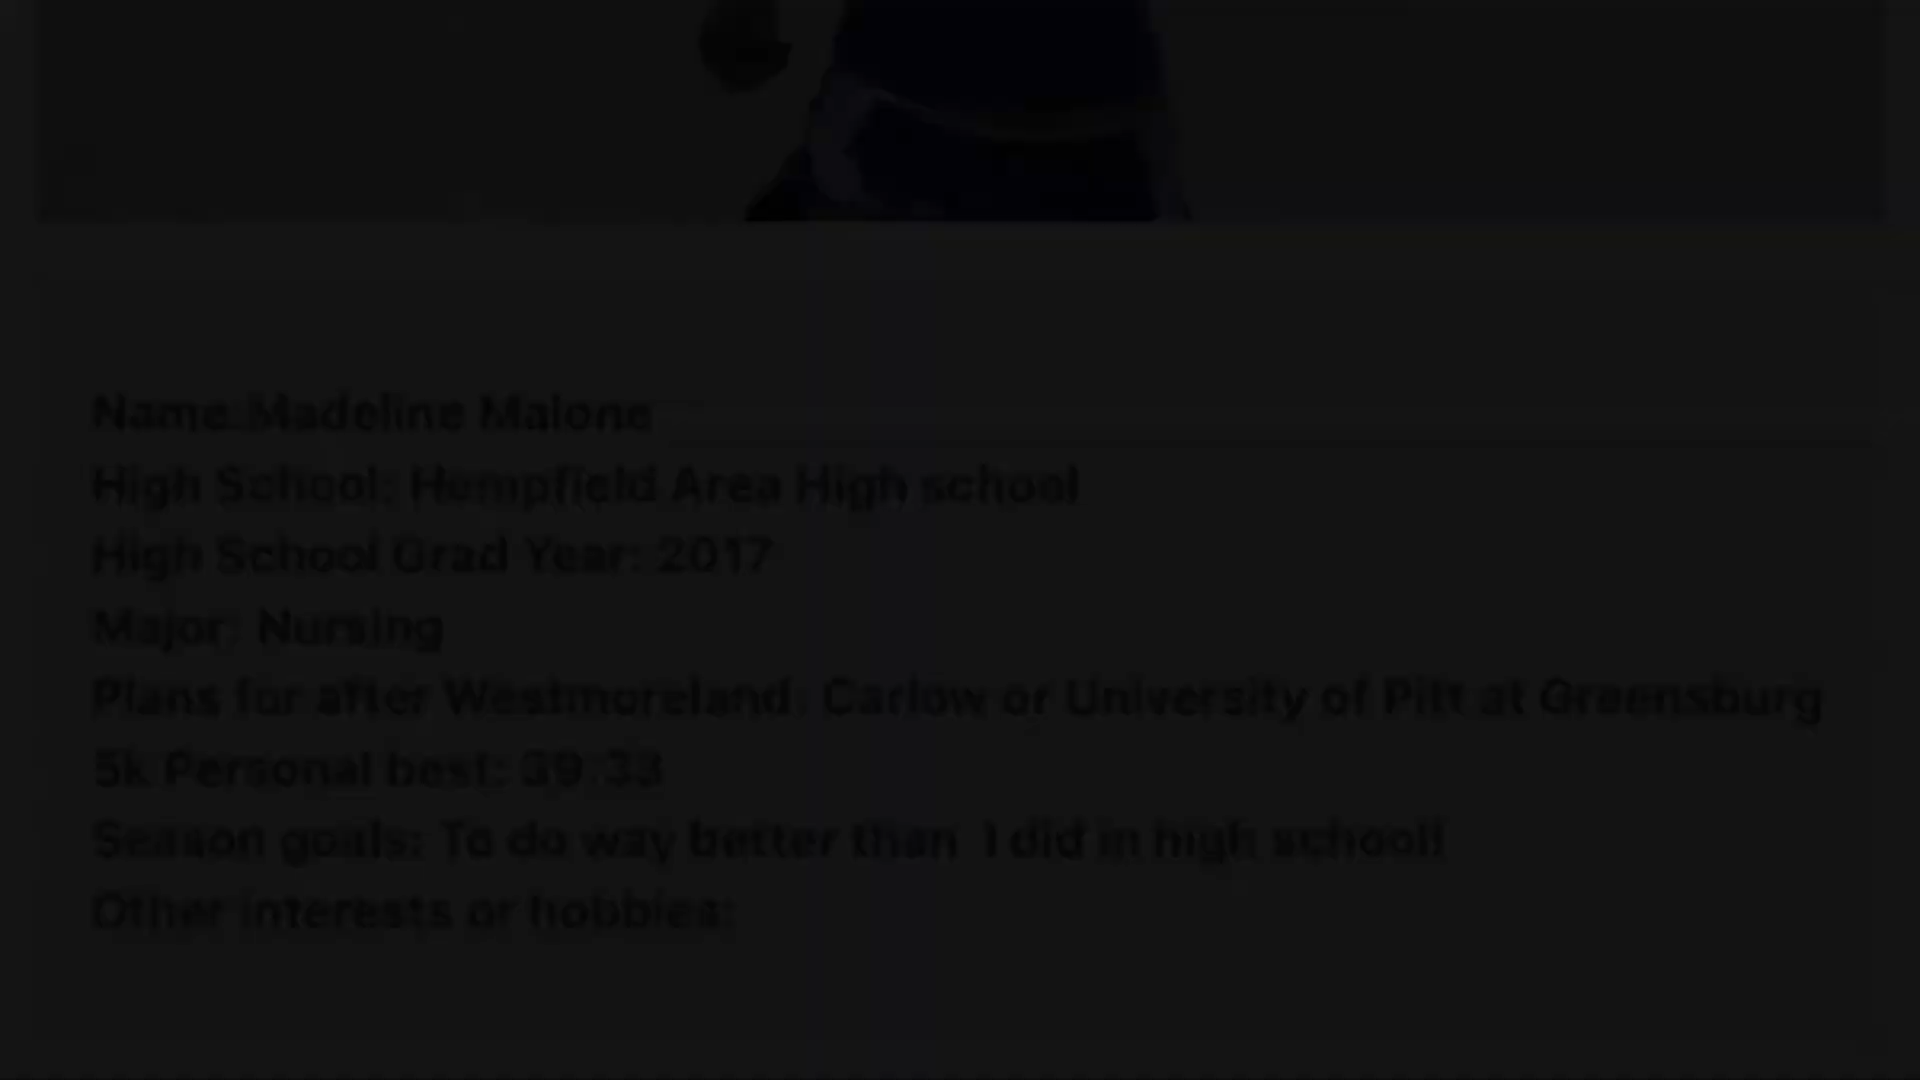 Name:Madeline Malone
High School: Hempfield Area High school
High School Grad Year: 2017
Major: Nursing
Plans for after Westmoreland: Carlow or University of Pitt at Greensburg
5k Personal best: 39:33
Season goals: To do way better than I did in high school!
Other interests or hobbies: